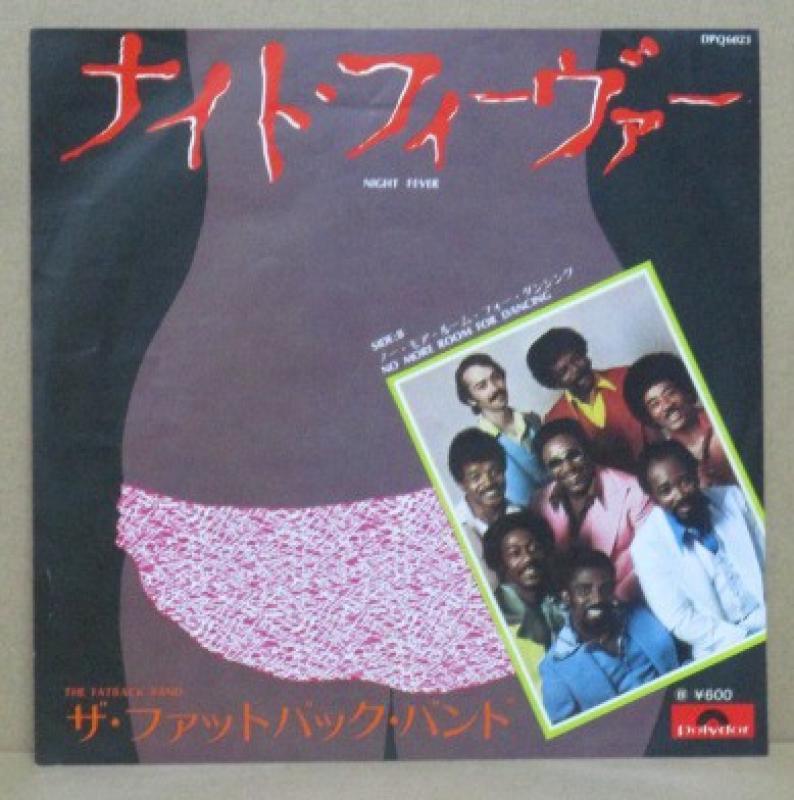 DPQ6023
ナイト・フィーヴァー
NIGHT FEVER
SIDE:B
ノー・モア・ルーム・フォー・ダンシング
NO MORE ROOM FOR DANCING
THE FATBACK BAND
ザ・ファットバック・バンド
¥600
Polydor